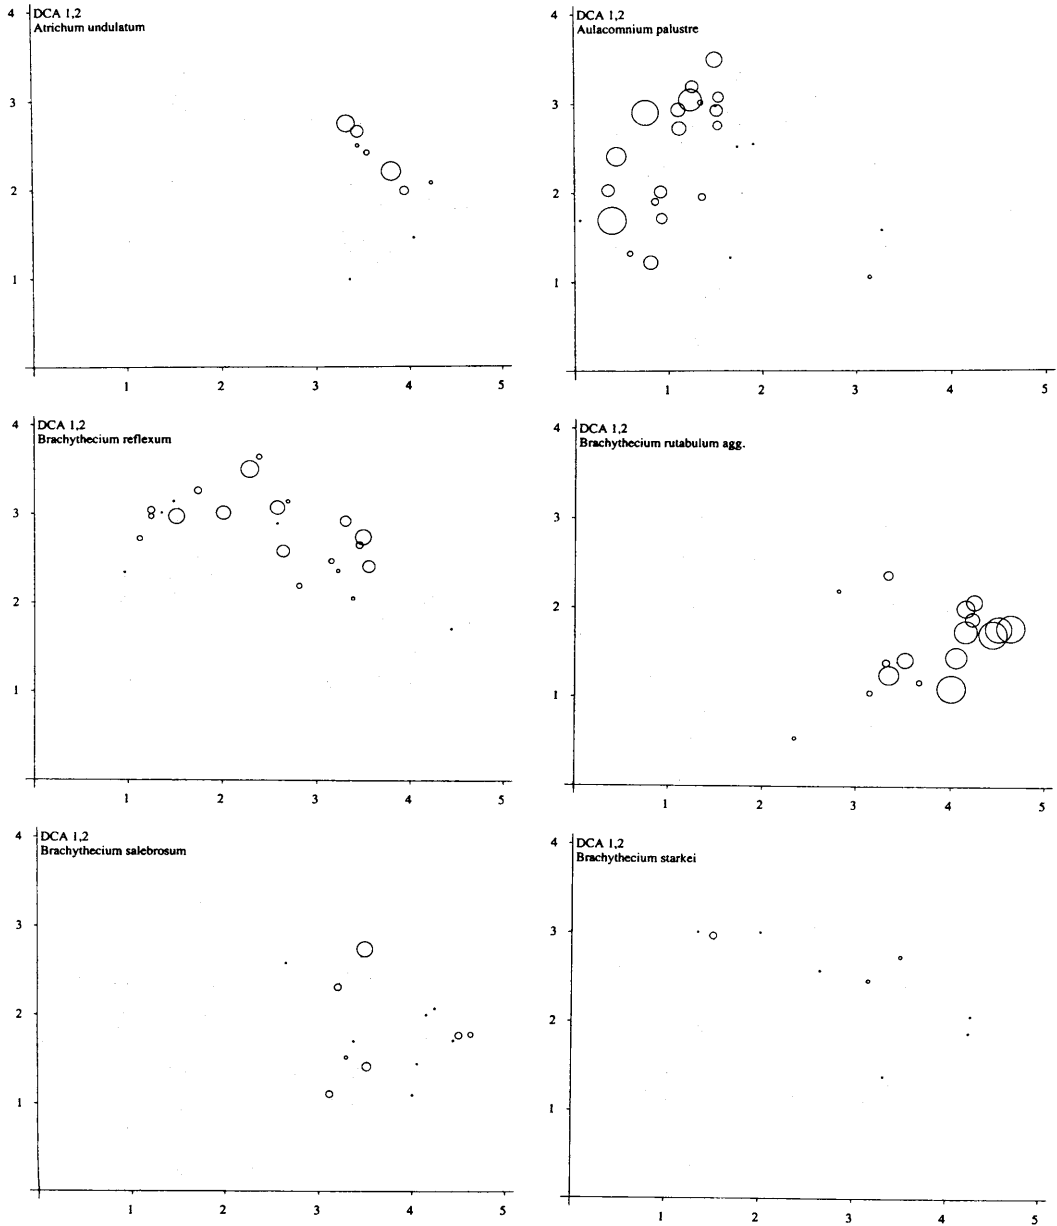 4
DCA 1,2
Atrichum undulatum
3
2
1
1 2 3 4 5
4
DCA 1,2
Aulacomnium palustre
3
2
1
1 2 3 4 5
4
DCA 1,2
Brachythecium reflexum
3
2
1
1 2 3 4 5
4
DCA 1,2
Brachythecium rutabulum agg.
3
2
1
1 2 3 4 5
4
DCA 1,2
Brachythecium salebrosum
3
2
1
1 2 3 4 5
4
DCA 1,2
Brachythecium starkei
3
2
1
1 2 3 4 5